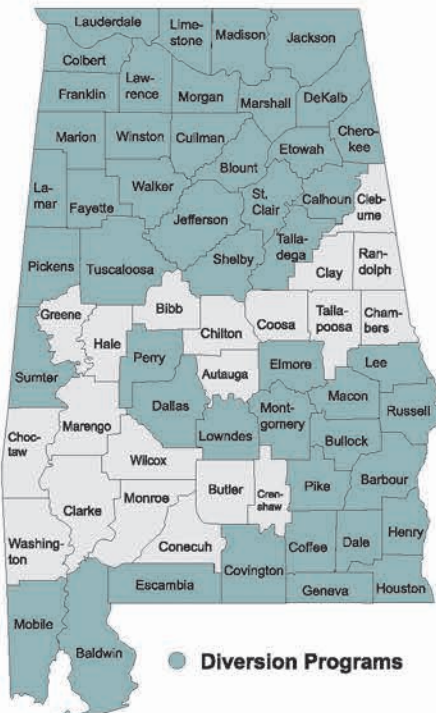 Lauderdale
Lime-
stone
Madison
Jackson
Colbert
Franklin
Law-
rence
Morgan
Marshall
DeKalb
Marion
Winston
Cullman
Etowah
Chero-
kee
Blount
La-
mar
Fayette
Walker
Jefferson
St.
Clair
Calhoun
Cle-
burne
Pickens
Tuscaloosa
Shelby
Talla-
dega
Clay
Ran-
dolph
Greene
Hale
Bibb
Chilton
Coosa
Talla-
poosa
Cham-
bers
Sumter
Perry
Autauga
Elmore
Lee
Macon
Russell
Dallas
Mont-
gomery
Choc-
taw
Marengo
Lowndes
Bullock
Wilcox
Butler
Cren-
shaw
Pike
Barbour
Clarke
Monroe
Washing-
ton
Conecuh
Covington
Coffee
Dale
Henry
Escambia
Geneva
Houston
Mobile
Baldwin
Diversion Programs